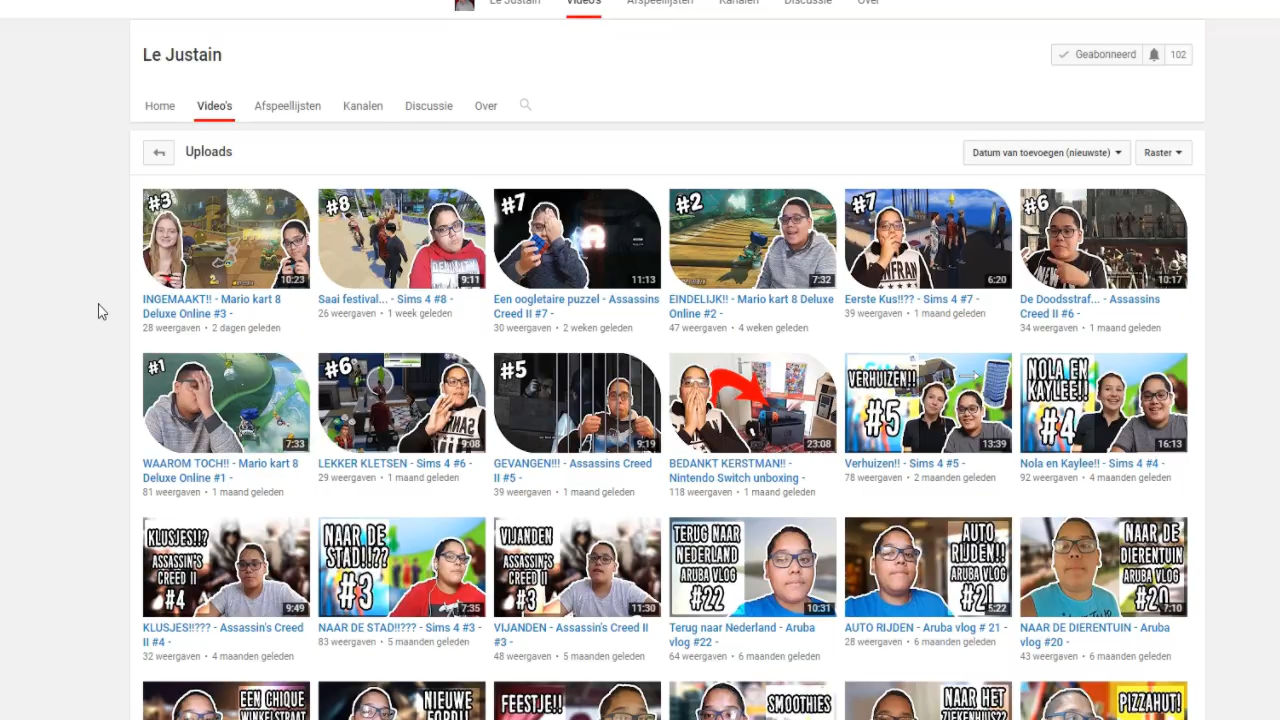 Le Justain Video's Afspeellijsten Kanalen Discussie Over
Le Justain
Geabonneerd 102
Home Video's Afspeellijsten Kanalen Discussie Over
Uploads
Datum van toevoegen (nieuwste) Raster
#3 10:23
#8 9:11
#7 11:13
#2 7:32
#7 6:20
#6 10:17
INGEMAAKT!! - Mario kart 8
Deluxe Online #3 -
28 weergaven • 2 dagen geleden
Saai festival... - Sims 4 #8 -
26 weergaven • 1 week geleden
Een oogletaire puzzel - Assassins
Creed II #7 -
30 weergaven • 2 weken geleden
EINDELIJK!! - Mario kart 8 Deluxe
Online #2 -
47 weergaven • 4 weken geleden
Eerste Kus!!?? - Sims 4 #7 -
39 weergaven • 1 maand geleden
De Doodsstraf... - Assassins
Creed II #6 -
34 weergaven • 1 maand geleden
#1 7:33
#6 9:08
#5 9:19
23:08
VERHUIZEN!!
#5 13:39
NOLA EN
KAYLEE!!
#4 16:13
WAAROM TOCH!! - Mario kart 8
Deluxe Online #1 -
81 weergaven • 1 maand geleden
LEKKER KLETSEN - Sims 4 #6 -
29 weergaven • 1 maand geleden
GEVANGEN!!! - Assassins Creed
II #5 -
39 weergaven • 1 maand geleden
BEDANKT KERSTMAN!! -
Nintendo Switch unboxing -
118 weergaven • 1 maand geleden
Verhuizen!! - Sims 4 #5 -
78 weergaven • 2 maanden geleden
Nola en Kaylee!! - Sims 4 #4 -
92 weergaven • 4 maanden geleden
KLUSJES!!?
ASSASSIN'S
CREED II
#4 9:49
NAAR DE
STAD!??
#3 7:35
VIJANDEN
ASSASSIN'S
CREED II
#3 11:30
TERUG NAAR
NEDERLAND
ARUBA VLOG
#22 10:31
AUTO
RIJDEN!!
ARUBA VLOG
#21 5:22
NAAR DE
DIERENTUIN
ARUBA VLOG
#20 7:10
KLUSJES!!??? - Assassin's Creed
II #4 -
32 weergaven • 4 maanden geleden
NAAR DE STAD!!?? - Sims 4 #3 -
83 weergaven • 5 maanden geleden
VIJANDEN - Assassin's Creed II
#3 -
48 weergaven • 5 maanden geleden
Terug naar Nederland - Aruba
vlog #22 -
64 weergaven • 6 maanden geleden
AUTO RIJDEN - Aruba vlog # 21 -
28 weergaven • 6 maanden geleden
NAAR DE DIERENTUIN - Aruba
vlog #20 -
43 weergaven • 6 maanden geleden
EEN CHIQUE
WINKELSTRAAT
NIEUWE
FEESTJE!!
SMOOTHIES
NAAR HET
PIZZAHUT!